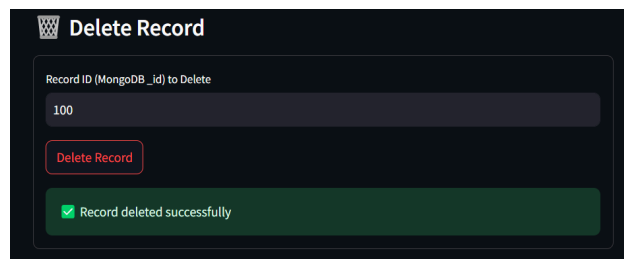 Delete Record
Record ID (MongoDB _id) to Delete
100
Delete Record
Record deleted successfully